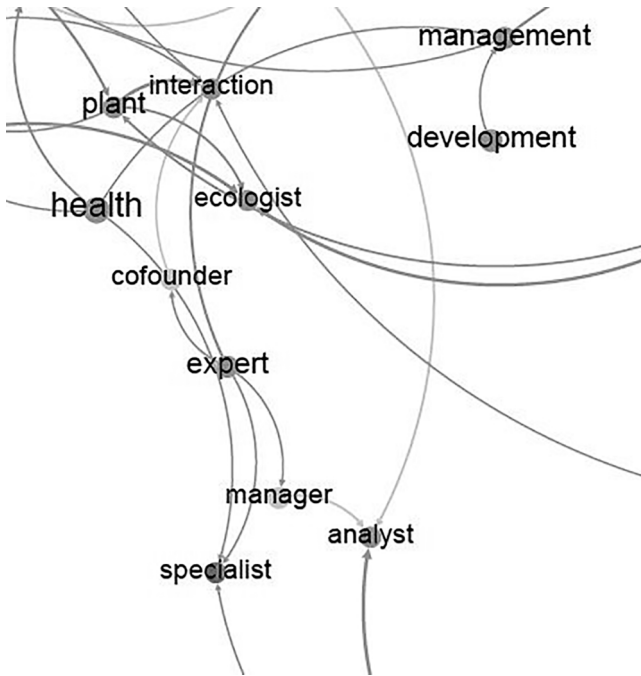 management
interaction
plant
development
ecologist
health
cofounder
expert
manager
analyst
specialist